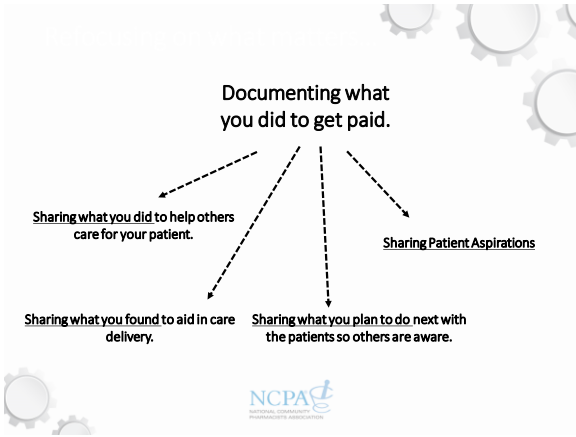 Documenting what
you did to get paid.
Sharing what you did to help others
care for your patient.
Sharing Patient Aspirations
Sharing what you found to aid in care
delivery.
Sharing what you plan to do next with
the patients so others are aware.
NCPA
NATIONAL COMMUNITY
PHARMACISTS ASSOCIATION